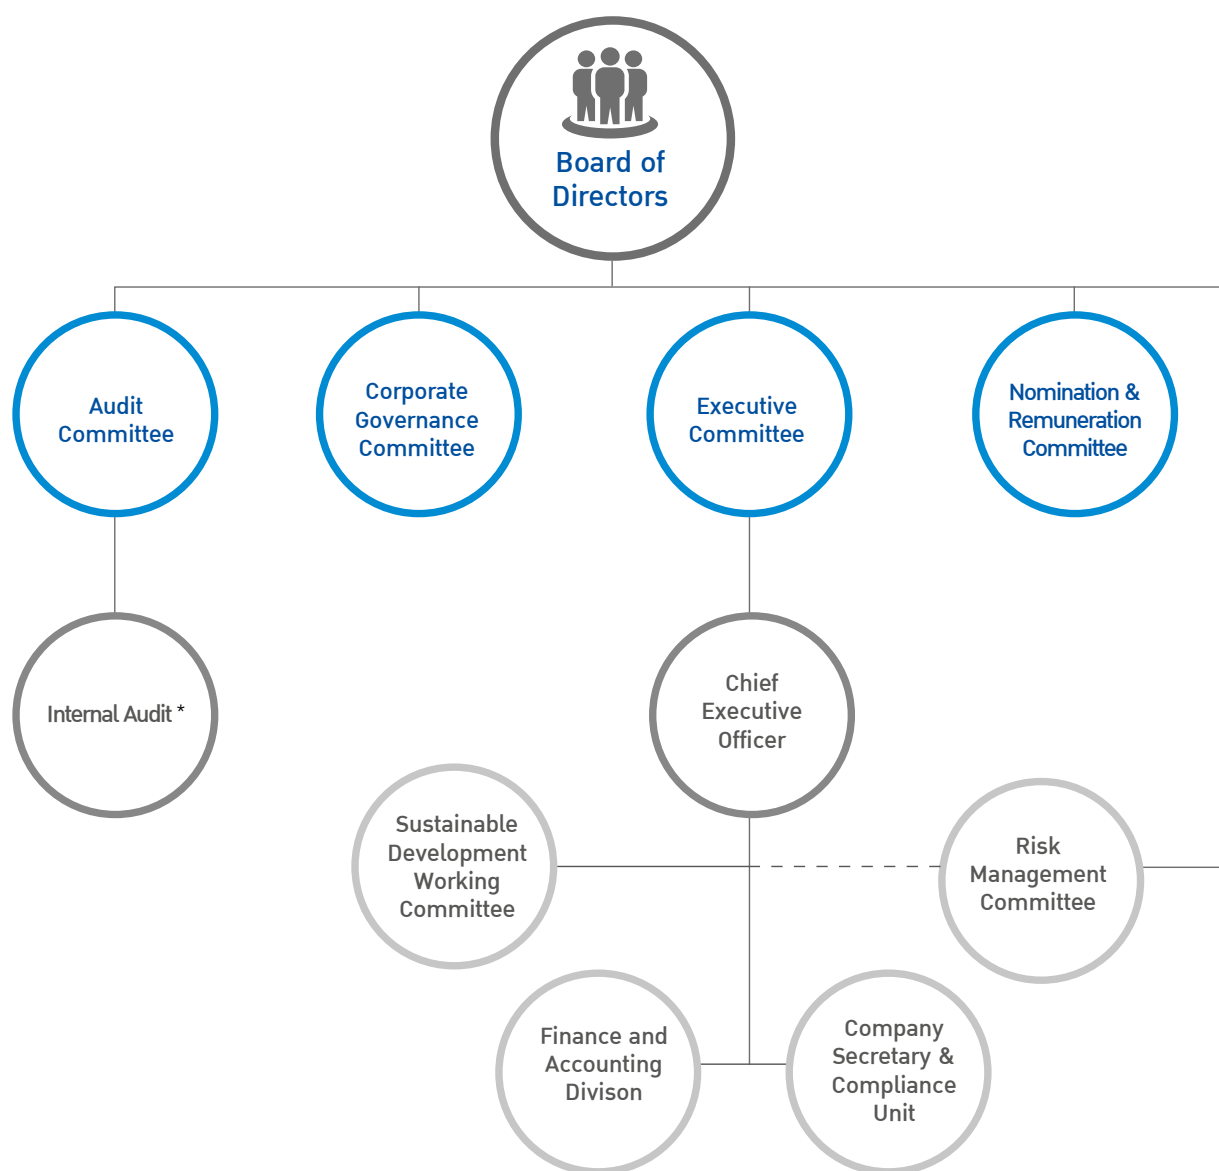 Board of
Directors
Audit
Committee
Corporate
Governance
Committee
Executive
Committee
Nomination &
Remuneration
Committee
Internal Audit *
Chief
Executive
Officer
Sustainable
Development
Working
Committee
Risk
Management
Committee
Finance and
Accounting
Divison
Company
Secretary &
Compliance
Unit